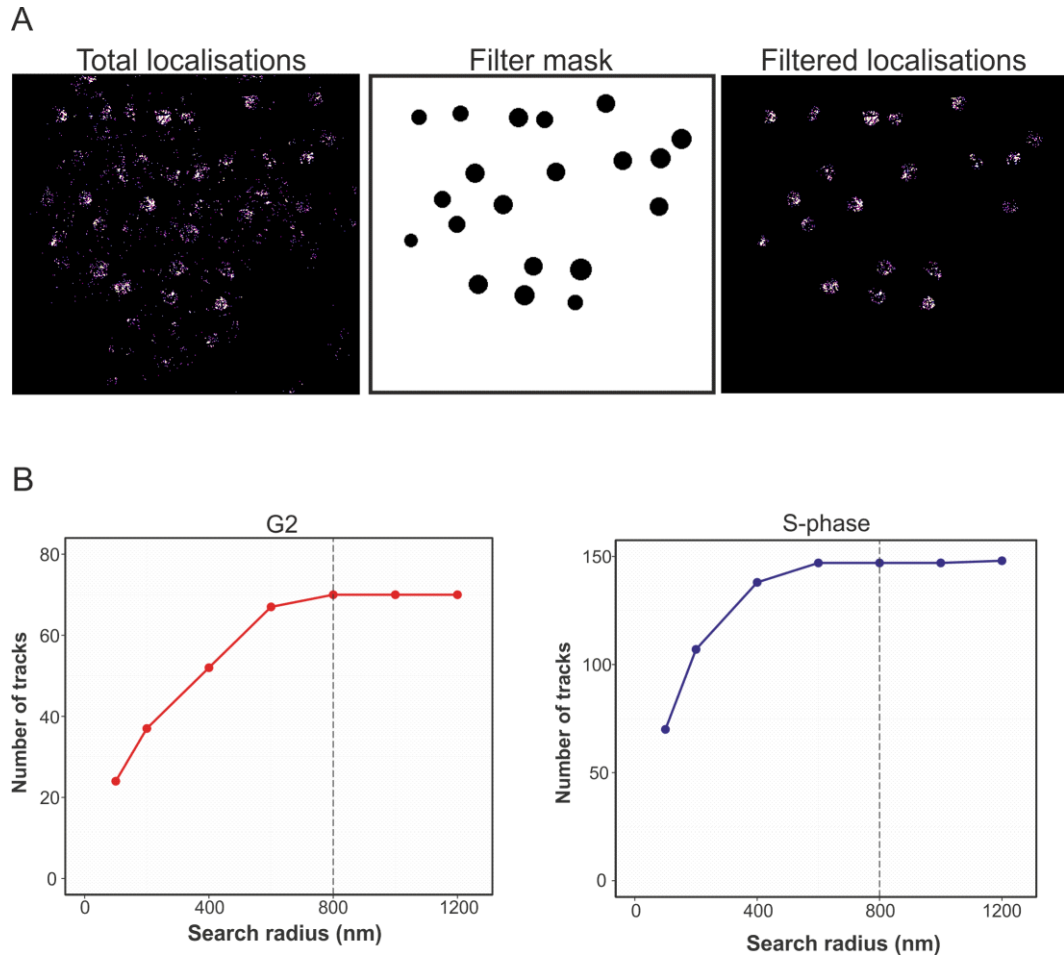 A
Total localisations
Filter mask
Filtered localisations
B
G2
80
60
40
20
0
0 400 800 1200
Search radius (nm)
Number of tracks
S-phase
150
100
50
0
0 400 800 1200
Search radius (nm)
Number of tracks